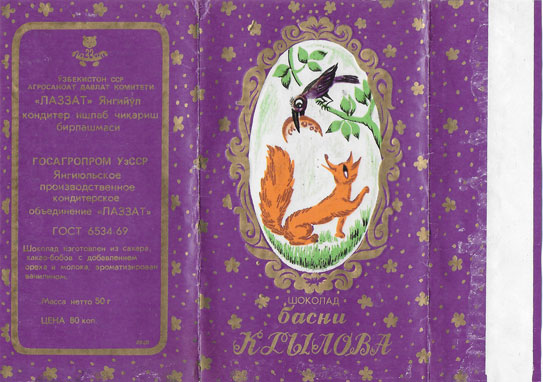 22
ЎЗБЕКИСТОН ССР
АГРОСАНОАТ ДАВЛАТ КОМИТЕТИ
"ЛАЗЗАТ" Янгийўл
кондитер ишлаб чиқариш
бирлашмаси
ГОСАГРОПРОМ УзССР
Янгиюльское
производственное
кондитерское
объединение "ЛАЗЗАТ"
ГОСТ 6534-69
Шоколад изготовлен из сахара,
какао-бобов с добавлением
ореха и молока, ароматизирован
ванилином.
Масса нетто 50 г
ЦЕНА 80 коп.
ШОКОЛАД
басни
КРЫЛОВА